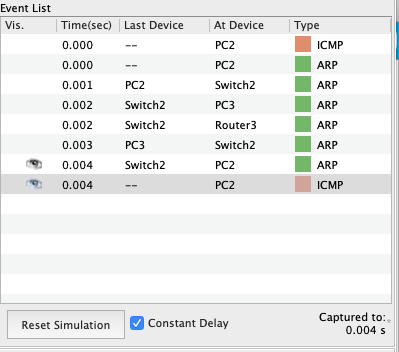 Event List
Vis. Time(sec) Last Device At Device Type
0.000 -- PC2 ICMP
0.000 -- PC2 ARP
0.001 PC2 Switch2 ARP
0.002 Switch2 PC3 ARP
0.002 Switch2 Router3 ARP
0.003 PC3 Switch2 ARP
0.004 Switch2 PC2 ARP
0.004 -- PC2 ICMP
Reset Simulation Constant Delay Captured to:
0.004 s